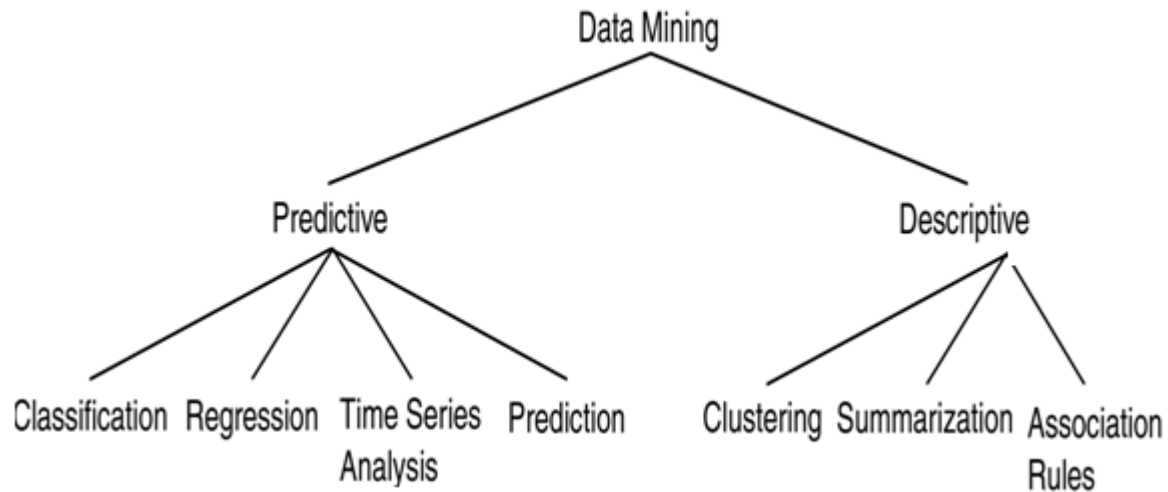 Data Mining
Predictive
Descriptive
Classification
Regression
Time Series
Analysis
Prediction
Clustering
Summarization
Association
Rules